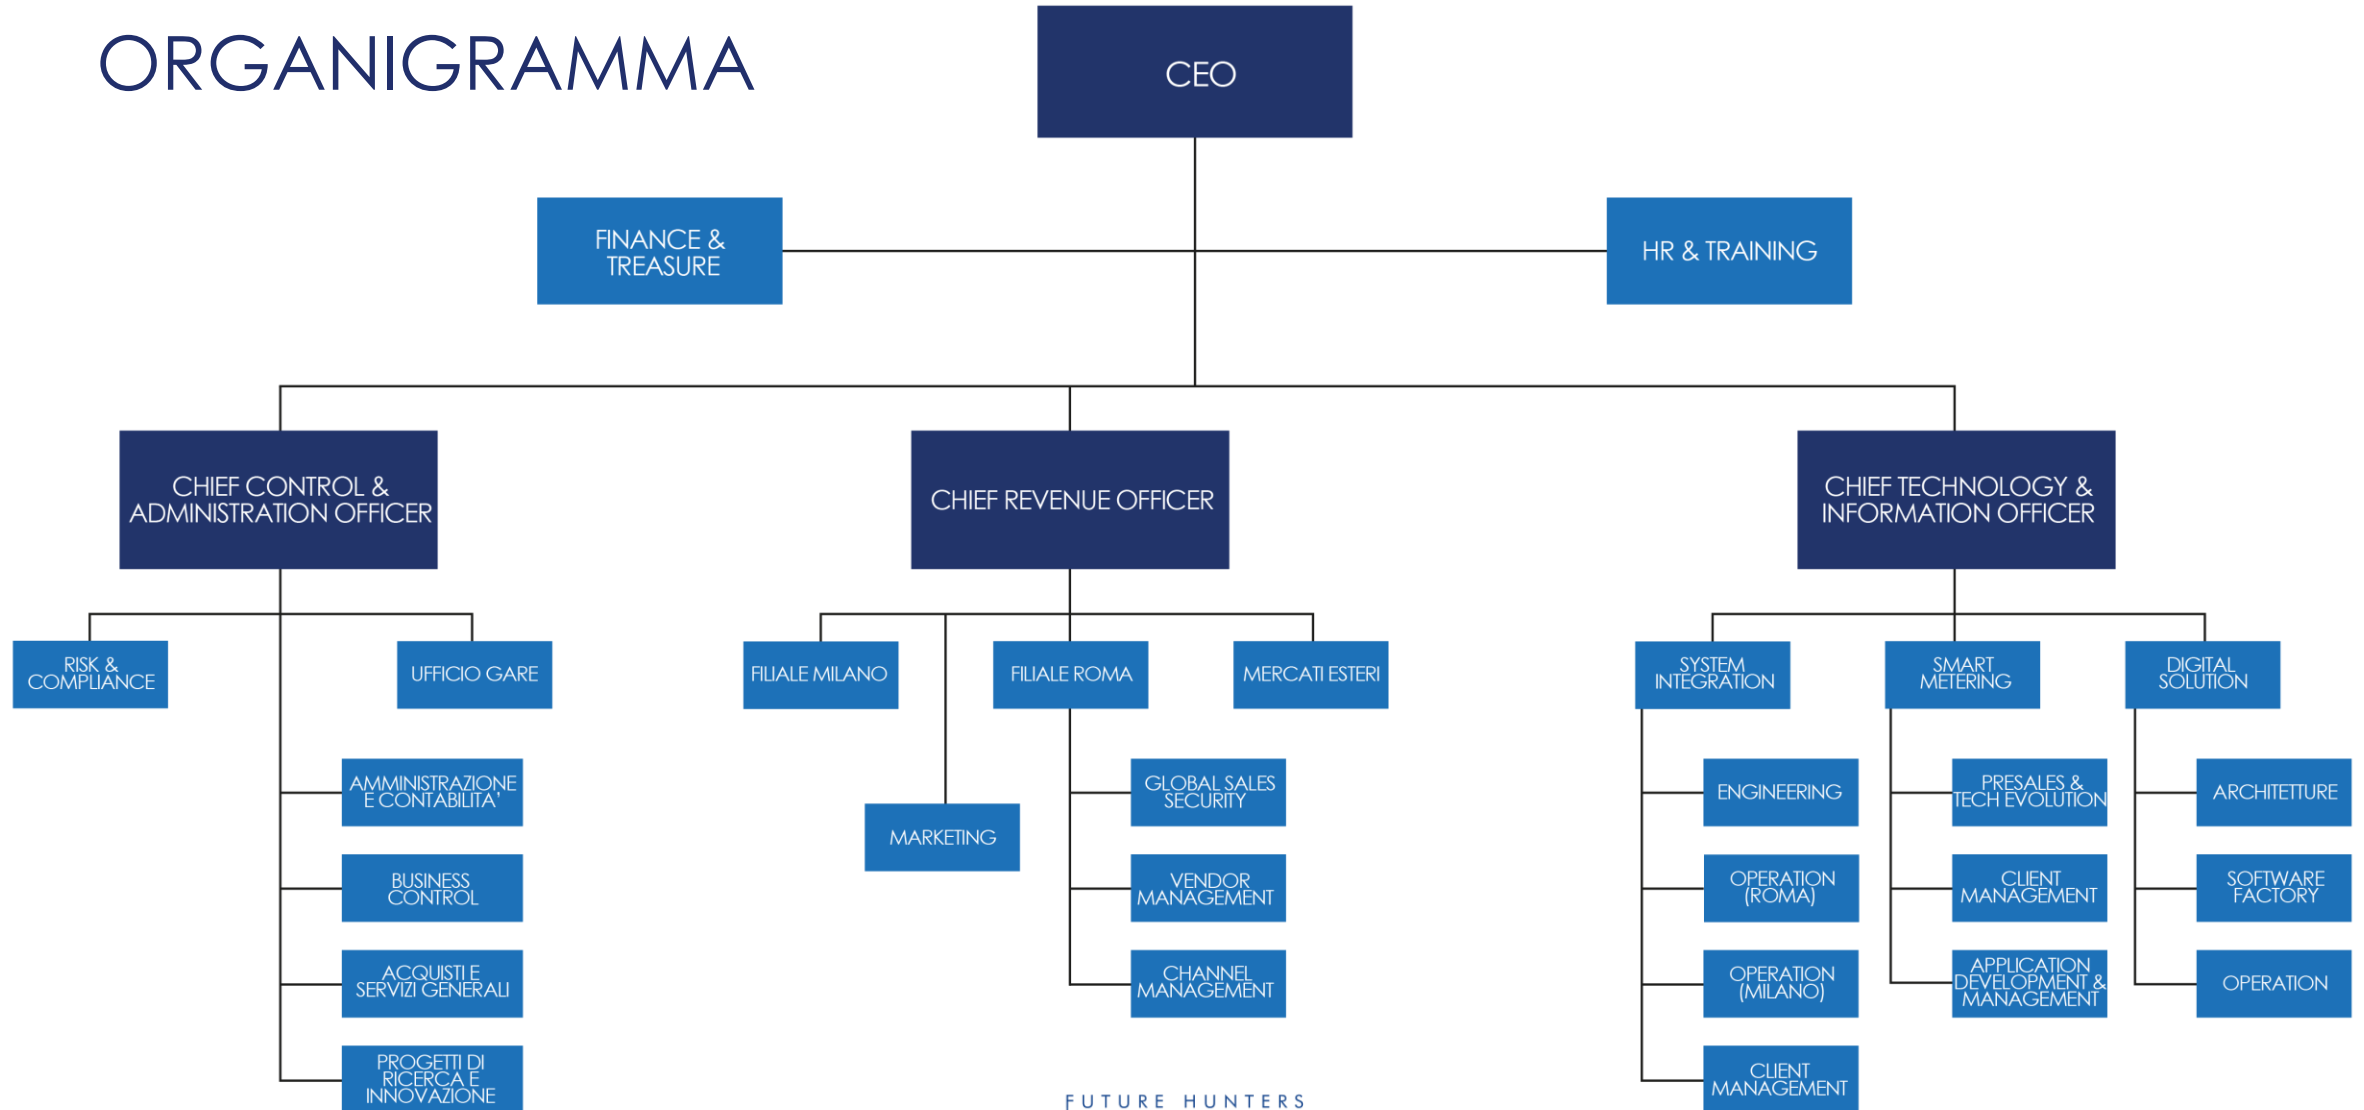 ORGANIGRAMMA
CEO
FINANCE &
TREASURE
HR & TRAINING
CHIEF CONTROL &
ADMINISTRATION OFFICER
CHIEF REVENUE OFFICER
CHIEF TECHNOLOGY &
INFORMATION OFFICER
RISK &
COMPLIANCE
UFFICIO GARE
FILIALE MILANO
FILIALE ROMA
MERCATI ESTERI
SYSTEM
INTEGRATION
SMART
METERING
DIGITAL
SOLUTION
AMMINISTRAZIONE
E CONTABILITA'
BUSINESS
CONTROL
ACQUISTI E
SERVIZI GENERALI
PROGETTI DI
RICERCA E
INNOVAZIONE
MARKETING
GLOBAL SALES
SECURITY
VENDOR
MANAGEMENT
CHANNEL
MANAGEMENT
ENGINEERING
OPERATION
(ROMA)
OPERATION
(MILANO)
CLIENT
MANAGEMENT
PRESALES &
TECH EVOLUTION
CLIENT
MANAGEMENT
APPLICATION
DEVELOPMENT &
MANAGEMENT
ARCHITETTURE
SOFTWARE
FACTORY
OPERATION
FUTURE HUNTERS